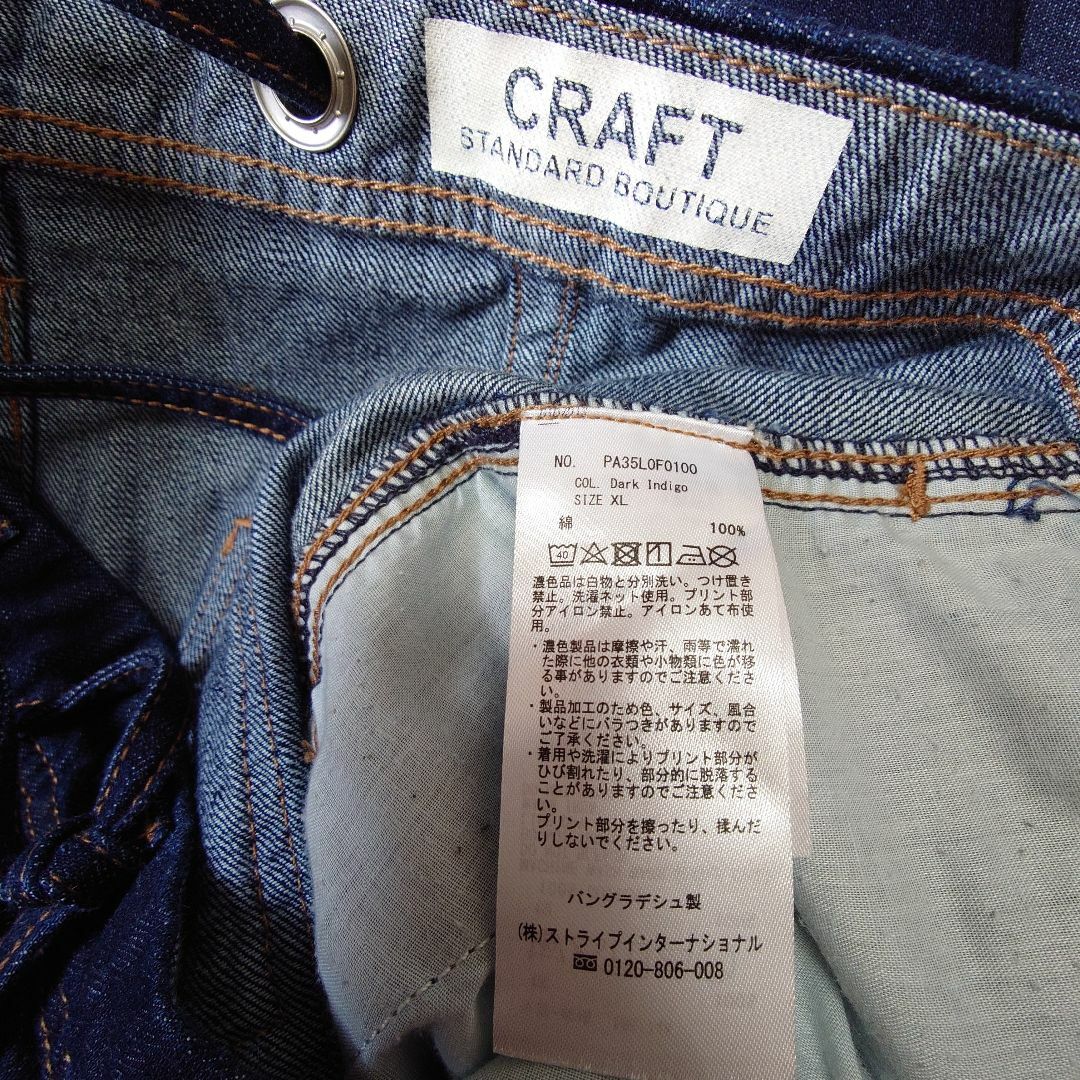 CRAFT
STANDARD BOUTIQUE
NO. PA35L0F0100
COL. Dark Indigo
SIZE XL
綿 100%
40
濃色品は白物と分別洗い。つけ置き
禁止。洗濯ネット使用。プリント部
分アイロン禁止。アイロンあて布使
用。
・濃色製品は摩擦や汗、雨等で濡れ
た際に他の衣類や小物類に色が移
る事がありますのでご注意くださ
い。
・製品加工のため色、サイズ、風合
いなどにバラつきがありますので
ご了承ください。
・着用や洗濯によりプリント部分が
ひび割れたり、部分的に脱落する
ことがありますのでご注意くださ
い。
プリント部分を擦ったり、揉んだ
りしないでください。
バングラデシュ製
(株)ストライプインターナショナル
0120-806-008